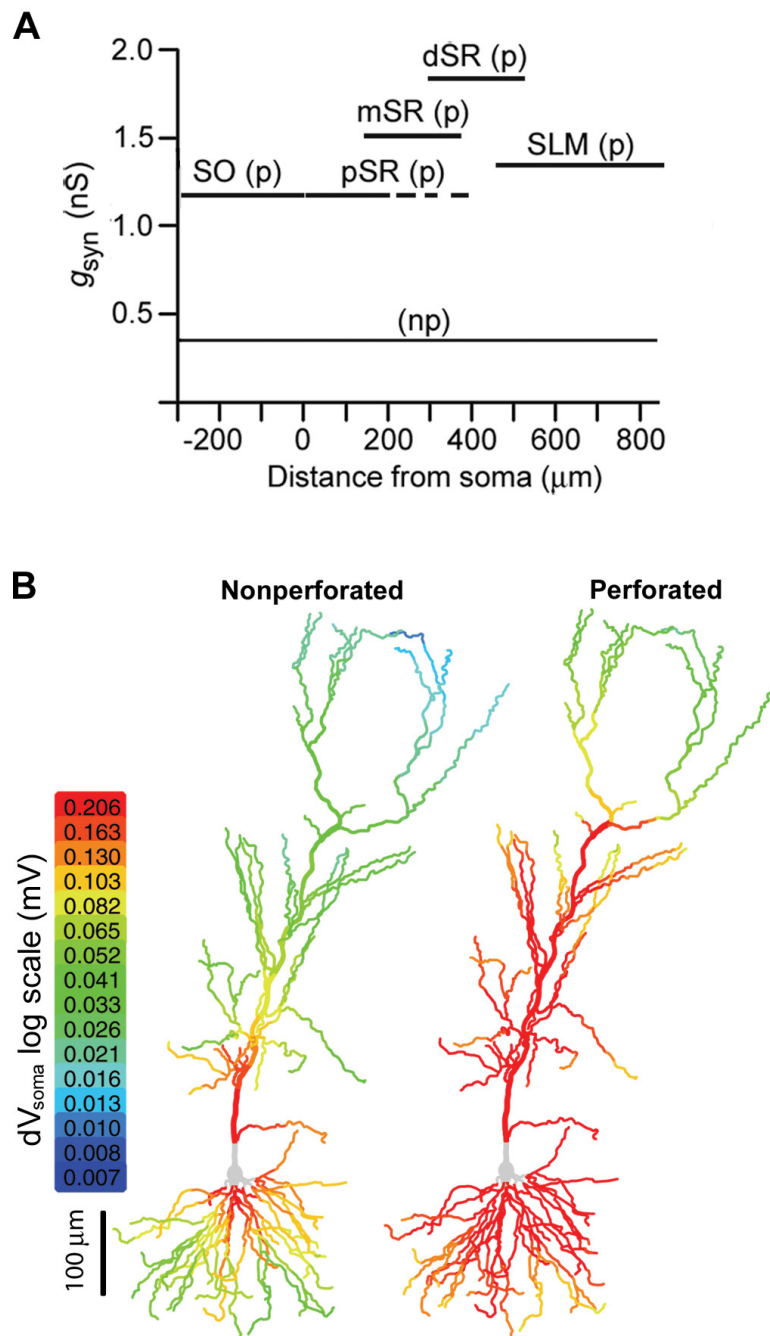 A
2.0
dSR (p)
mSR (p)
1.5
SLM (p)
SO (p) pSR (p)
1.0
gsyn (nS)
0.5
(np)
-200 0 200 400 600 800
Distance from soma (μm)
B
Nonperforated Perforated
0.206
0.163
0.130
0.103
0.082
0.065
0.052
0.041
0.033
0.026
0.021
0.016
0.013
0.010
0.008
0.007
dVsoma log scale (mV)
100 μm